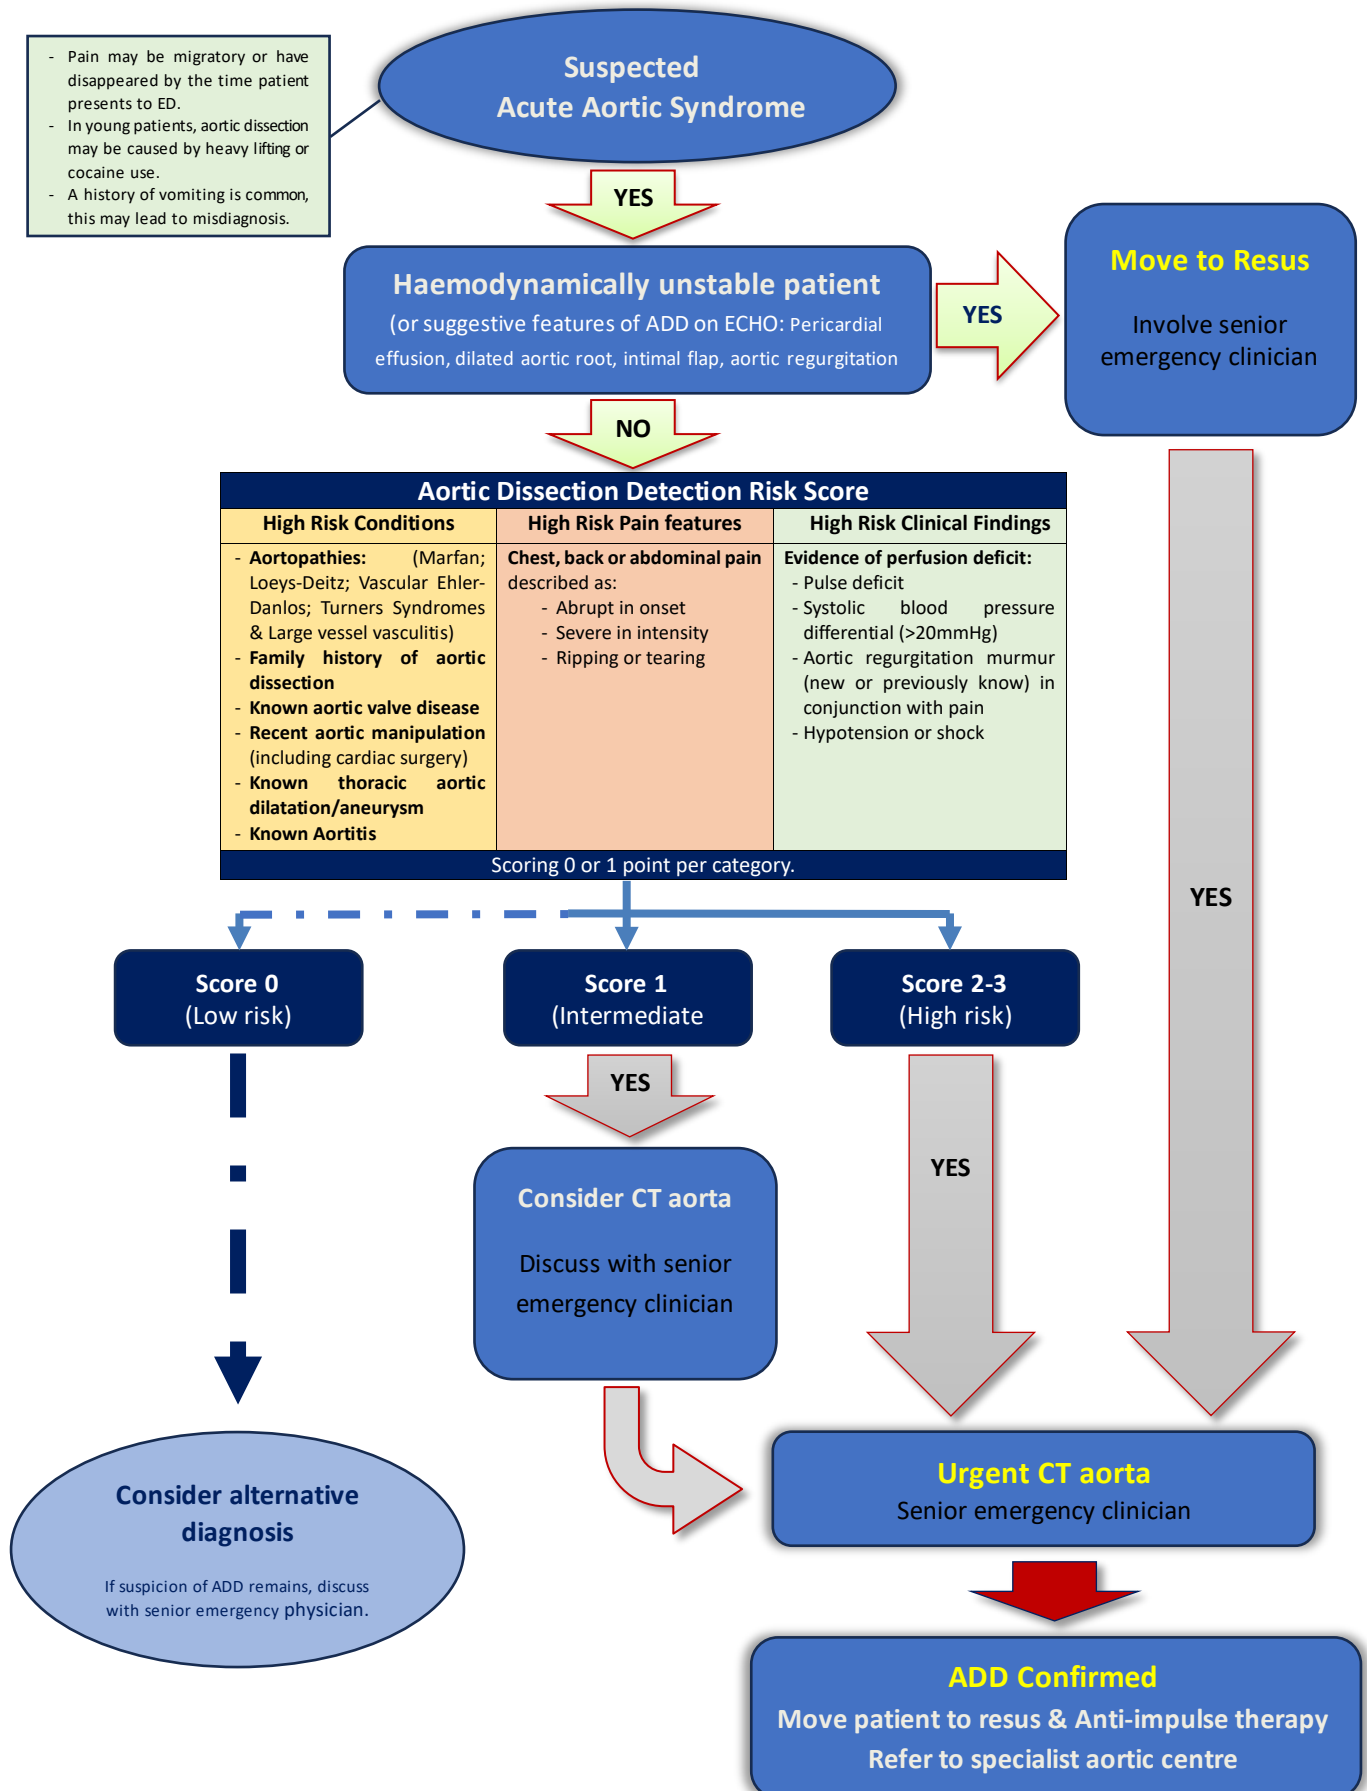 - Pain may be migratory or have
disappeared by the time patient
presents to ED.
- In young patients, aortic dissection
may be caused by heavy lifting or
cocaine use.
- A history of vomiting is common,
this may lead to misdiagnosis.
Suspected
Acute Aortic Syndrome
YES
Haemodynamically unstable patient
(or suggestive features of ADD on ECHO: Pericardial
effusion, dilated aortic root, intimal flap, aortic regurgitation
YES
Move to Resus
Involve senior
emergency clinician
NO
Aortic Dissection Detection Risk Score
High Risk Conditions
- Aortopathies: (Marfan;
Loeys-Deitz; Vascular Ehler-
Danlos; Turners Syndromes
& Large vessel vasculitis)
- Family history of aortic
dissection
- Known aortic valve disease
- Recent aortic manipulation
(including cardiac surgery)
- Known thoracic aortic
dilatation/aneurysm
- Known Aortitis
High Risk Pain features
Chest, back or abdominal pain
described as:
- Abrupt in onset
- Severe in intensity
- Ripping or tearing
High Risk Clinical Findings
Evidence of perfusion deficit:
- Pulse deficit
- Systolic blood pressure
differential (>20mmHg)
- Aortic regurgitation murmur
(new or previously know) in
conjunction with pain
- Hypotension or shock
Scoring 0 or 1 point per category.
YES
Score 0
(Low risk)
Score 1
(Intermediate
Score 2-3
(High risk)
YES
Consider CT aorta
Discuss with senior
emergency clinician
YES
Consider alternative
diagnosis
If suspicion of ADD remains, discuss
with senior emergency physician.
Urgent CT aorta
Senior emergency clinician
ADD Confirmed
Move patient to resus & Anti-impulse therapy
Refer to specialist aortic centre